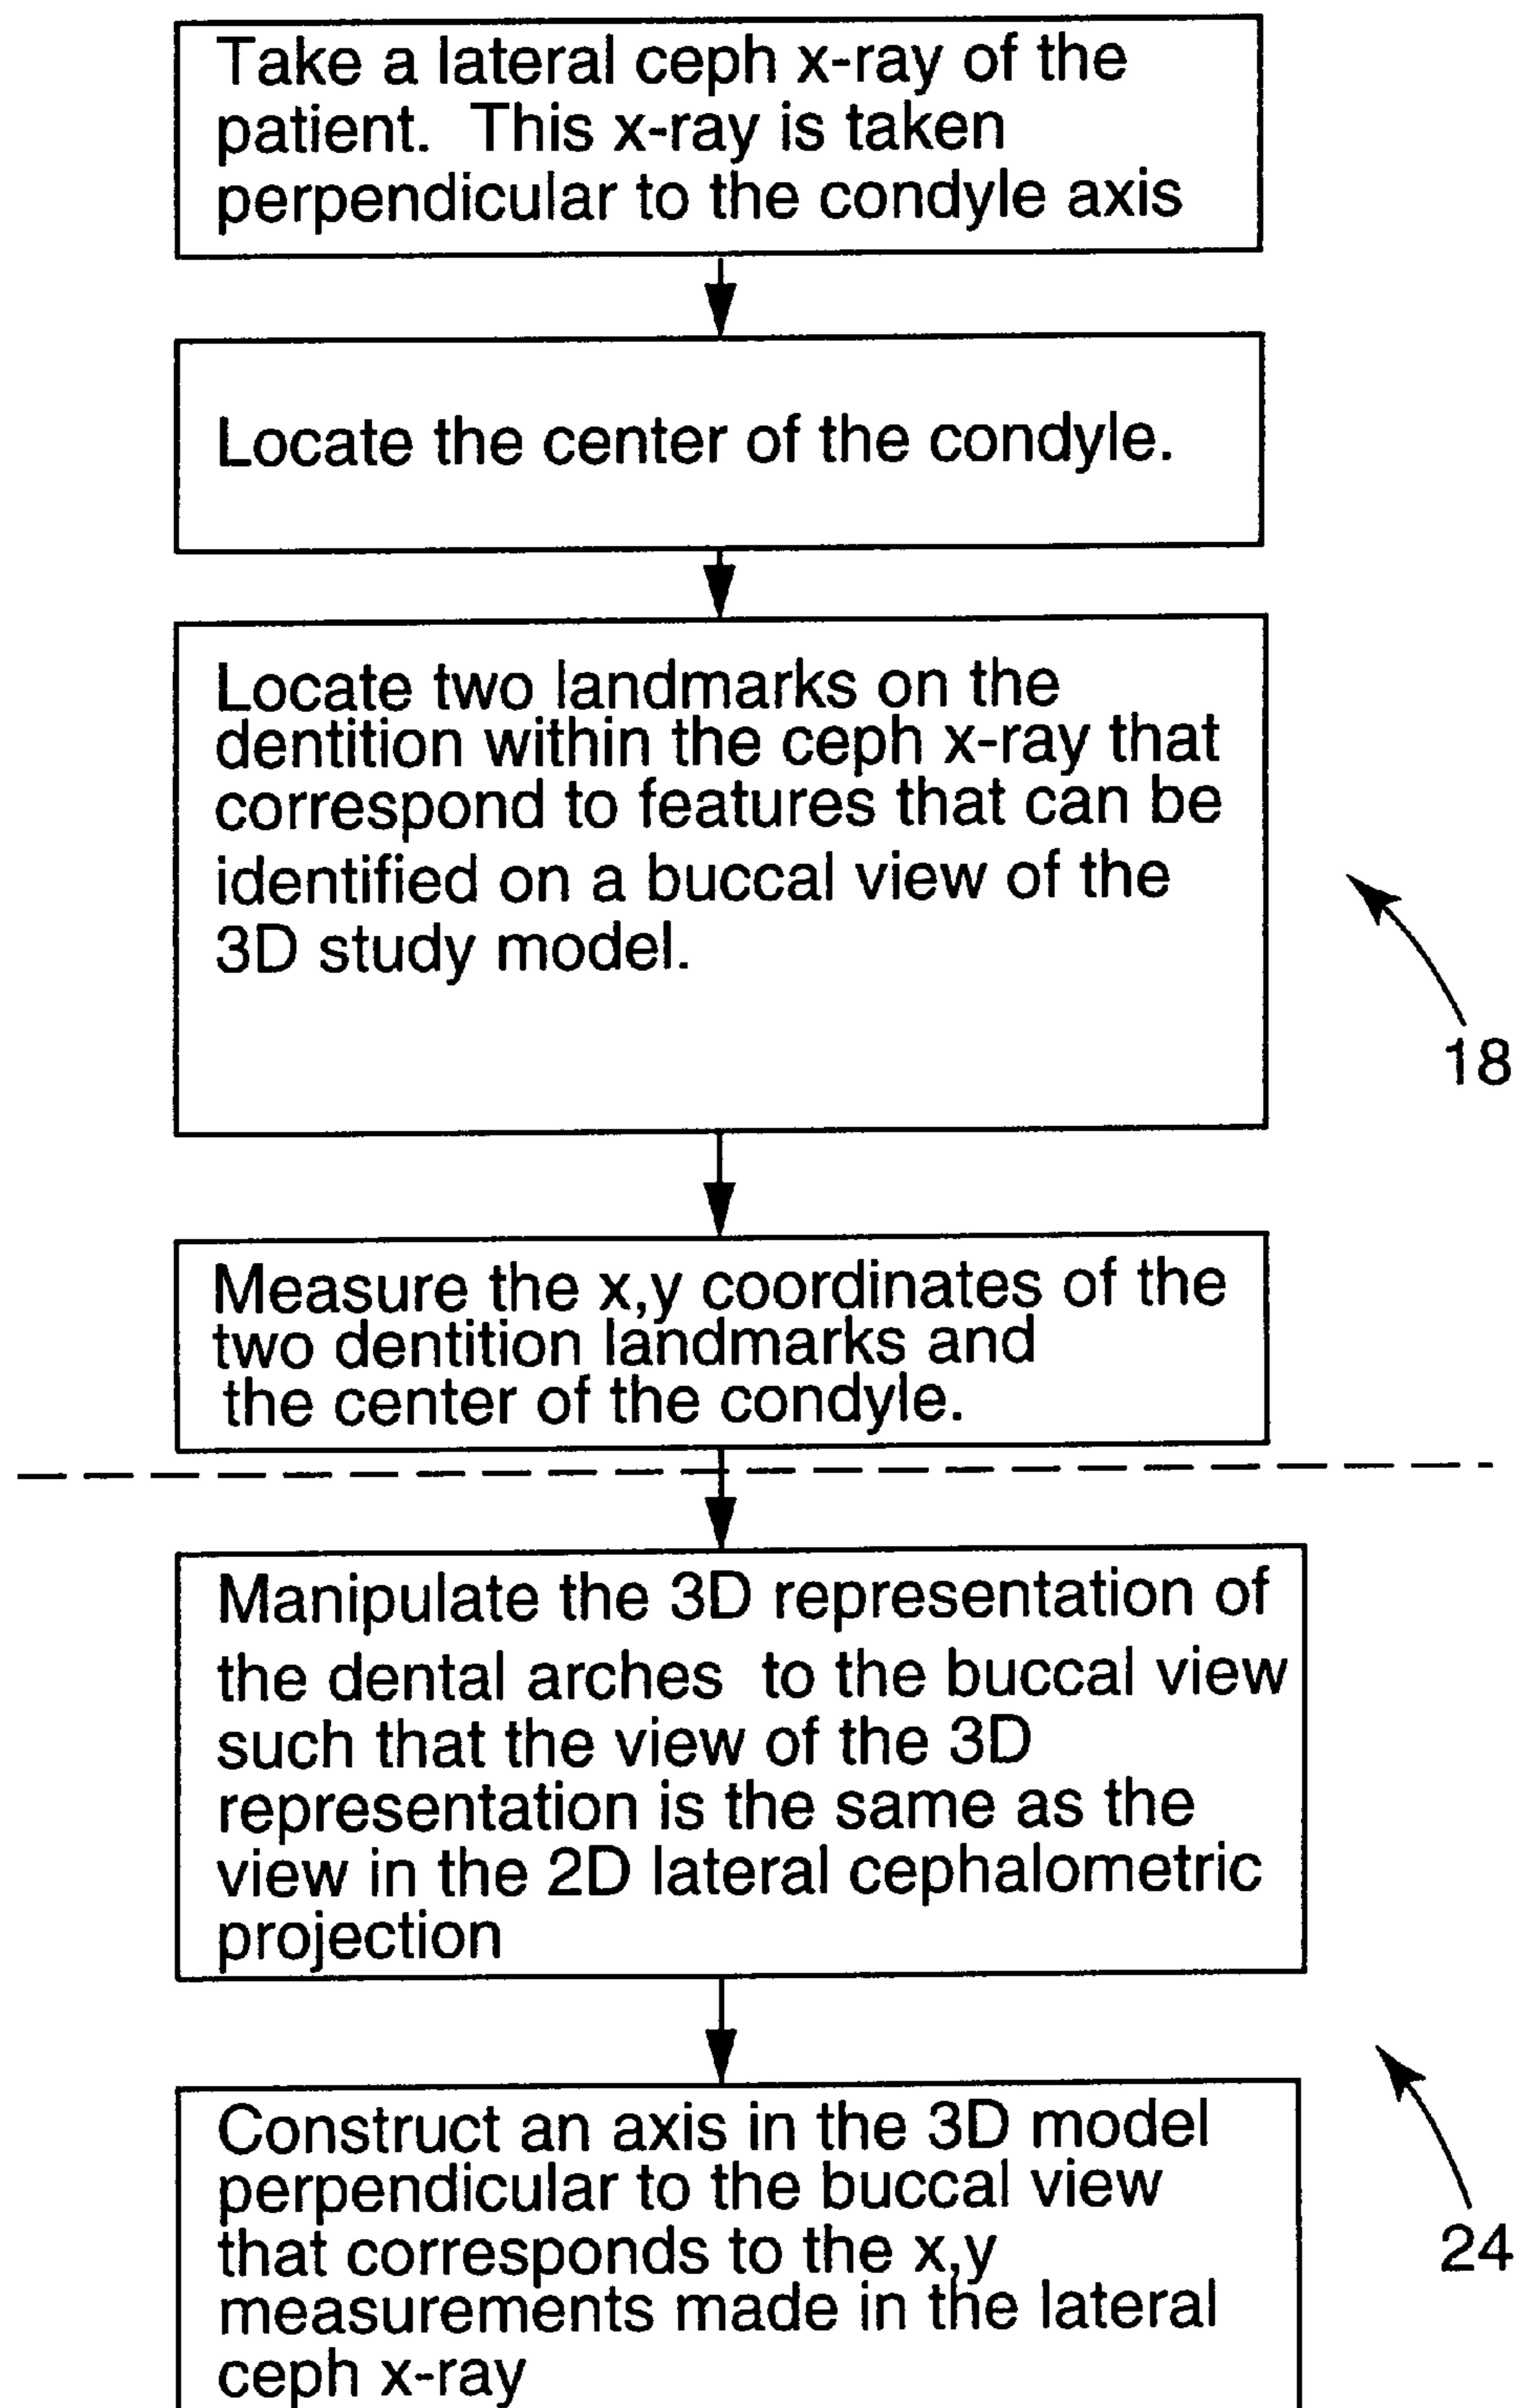 Take a lateral ceph x-ray of the
patient. This x-ray is taken
perpendicular to the condyle axis
Locate the center of the condyle.
Locate two landmarks on the
dentition within the ceph x-ray that
correspond to features that can be
identified on a buccal view of the
3D study model.
18
Measure the x,y coordinates of the
two dentition landmarks and
the center of the condyle.
Manipulate the 3D representation of
the dental arches to the buccal view
such that the view of the 3D
representation is the same as the
view in the 2D lateral cephalometric
projection
Construct an axis in the 3D model
perpendicular to the buccal view
that corresponds to the x,y
measurements made in the lateral
ceph x-ray
24